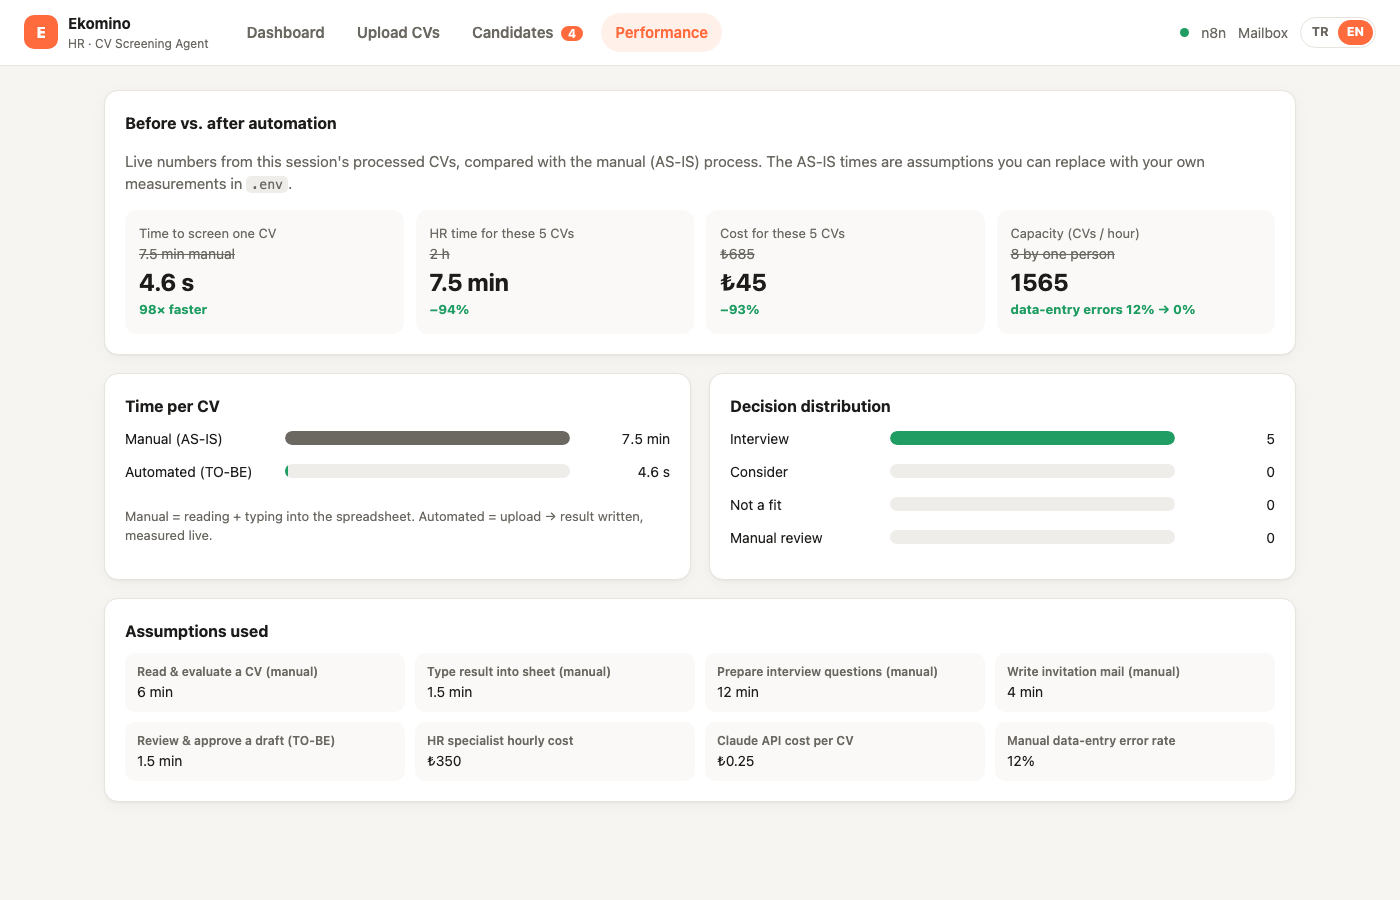 E
Ekomino
HR · CV Screening Agent
Dashboard
Upload CVs
Candidates 4
Performance
n8n
Mailbox
TR EN
Before vs. after automation
Live numbers from this session's processed CVs, compared with the manual (AS-IS) process. The AS-IS times are assumptions you can replace with your own
measurements in .env.
Time to screen one CV
7.5 min manual
4.6 s
98× faster
HR time for these 5 CVs
2 h
7.5 min
−94%
Cost for these 5 CVs
₺685
₺45
−93%
Capacity (CVs / hour)
8 by one person
1565
data-entry errors 12% → 0%
Time per CV
Manual (AS-IS) 7.5 min
Automated (TO-BE) 4.6 s
Manual = reading + typing into the spreadsheet. Automated = upload → result written,
measured live.
Decision distribution
Interview 5
Consider 0
Not a fit 0
Manual review 0
Assumptions used
Read & evaluate a CV (manual)
6 min
Type result into sheet (manual)
1.5 min
Prepare interview questions (manual)
12 min
Write invitation mail (manual)
4 min
Review & approve a draft (TO-BE)
1.5 min
HR specialist hourly cost
₺350
Claude API cost per CV
₺0.25
Manual data-entry error rate
12%